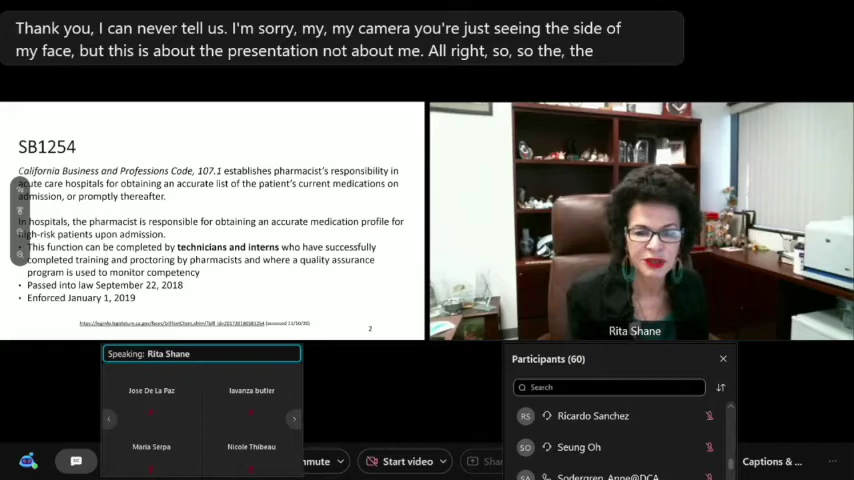 Thank you, I can never tell us. I'm sorry, my, my camera you're just seeing the side of
my face, but this is about the presentation not about me. All right, so, so the, the
SB1254
California Business and Professions Code, 107.1 establishes pharmacist's responsibility in
acute care hospitals for obtaining an accurate list of the patient's current medications on
admission, or promptly thereafter.
In hospitals, the pharmacist is responsible for obtaining an accurate medication profile for
high-risk patients upon admission.
• This function can be completed by technicians and interns who have successfully
completed training and proctoring by pharmacists and where a quality assurance
program is used to monitor competency
• Passed into law September 22, 2018
• Enforced January 1, 2019
2
Rita Shane
Speaking: Rita Shane
Jose De La Paz
lavanza butler
Maria Serpa
Nicole Thibeau
Participants (60)
Search
RS Ricardo Sanchez
SO Seung Oh
SA Sodergren, Anne@DCA
mute
Start video
Shar
Captions & ...